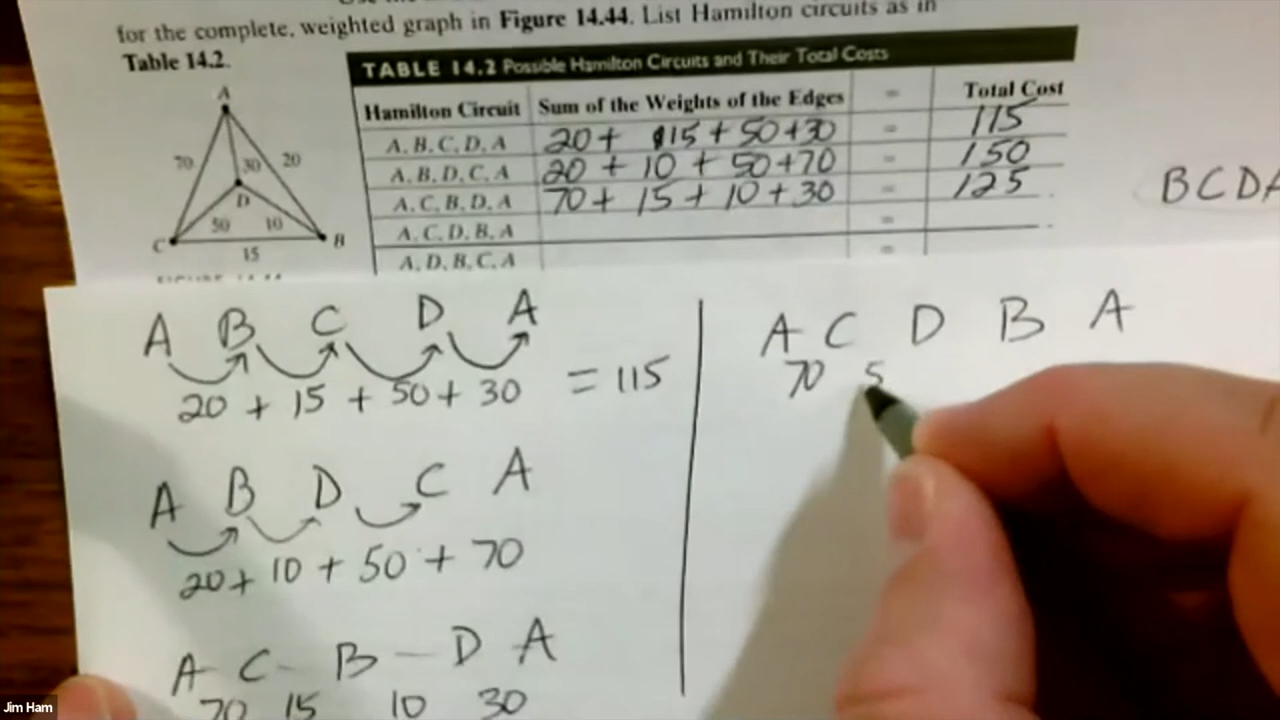 for the complete, weighted graph in Figure 14.44. List Hamilton circuits as in
Table 14.2.
TABLE 14.2 Possible Hamilton Circuits and Their Total Costs
Hamilton Circuit Sum of the Weights of the Edges = Total Cost
A, B, C, D, A 20 + 15 + 50 + 30 = 115
A, B, D, C, A 20 + 10 + 50 + 70 = 150
A, C, B, D, A 70 + 15 + 10 + 30 = 125
A, C, D, B, A =
A, D, B, C, A =
A
70 30 20
D
50 10
C B
15
BCDA
A B C D A
20 + 15 + 50 + 30 = 115
A B D C A
20 + 10 + 50 + 70
A C - B - D A
70 15 10 30
A C D B A
70 5
Jim Ham